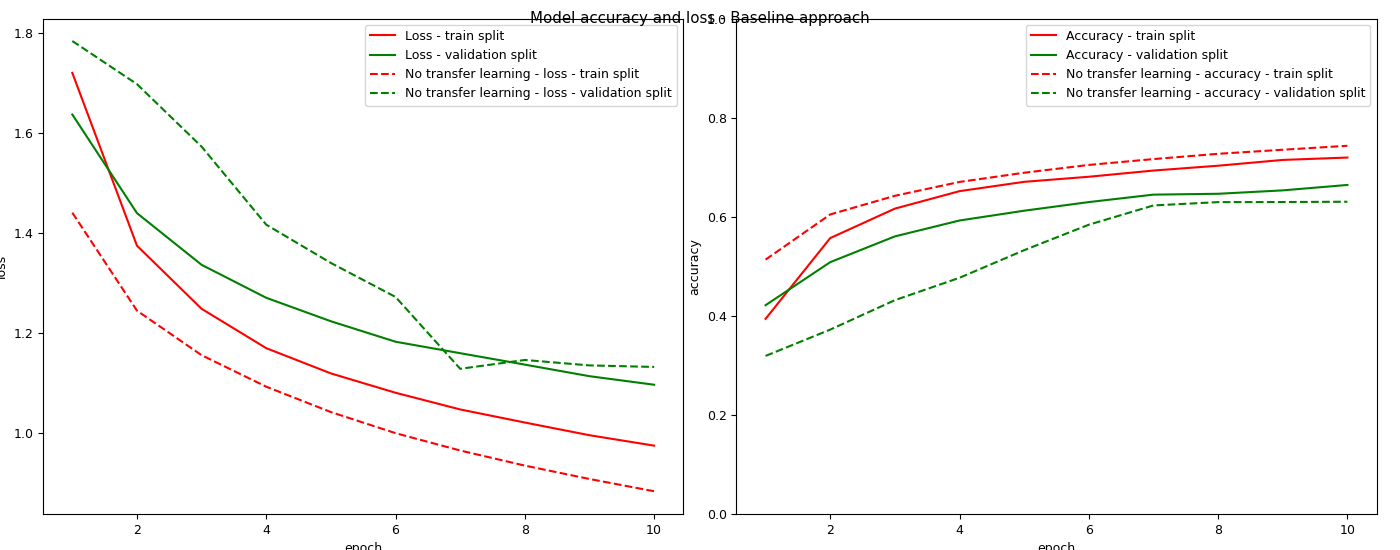 Model accuracy and loss - Baseline approach
Loss - train split
Loss - validation split
No transfer learning - loss - train split
No transfer learning - loss - validation split
1.8
1.6
1.4
1.2
1.0
loss
2
4
6
8
10
epoch
Accuracy - train split
Accuracy - validation split
No transfer learning - accuracy - train split
No transfer learning - accuracy - validation split
1.0
0.8
0.6
0.4
0.2
0.0
accuracy
2
4
6
8
10
epoch